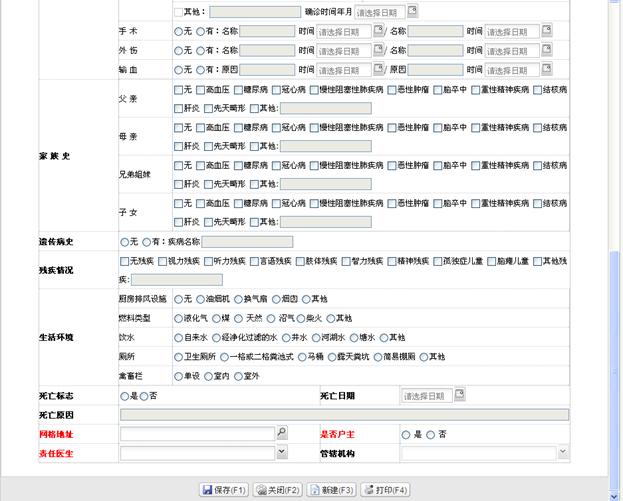 其他： 确诊时间年月 请选择日期
手 术 无 有：名称 时间 请选择日期 / 名称 时间 请选择日期
外 伤 无 有：名称 时间 请选择日期 / 名称 时间 请选择日期
输 血 无 有：原因 时间 请选择日期 / 原因 时间 请选择日期
家 族 史
父 亲 无 高血压 糖尿病 冠心病 慢性阻塞性肺疾病 恶性肿瘤 脑卒中 重性精神疾病 结核病
肝炎 先天畸形 其他:
母 亲 无 高血压 糖尿病 冠心病 慢性阻塞性肺疾病 恶性肿瘤 脑卒中 重性精神疾病 结核病
肝炎 先天畸形 其他:
兄弟姐妹 无 高血压 糖尿病 冠心病 慢性阻塞性肺疾病 恶性肿瘤 脑卒中 重性精神疾病 结核病
肝炎 先天畸形 其他:
子 女 无 高血压 糖尿病 冠心病 慢性阻塞性肺疾病 恶性肿瘤 脑卒中 重性精神疾病 结核病
肝炎 先天畸形 其他:
遗传病史 无 有：疾病名称
残疾情况 无残疾 视力残疾 听力残疾 言语残疾 肢体残疾 智力残疾 精神残疾 孤独症儿童 脑瘫儿童 其他残
疾:
生活环境
厨房排风设施 无 油烟机 换气扇 烟囱 其他
燃料类型 液化气 煤 天然 沼气 柴火 其他
饮水 自来水 经净化过滤的水 井水 河湖水 塘水 其他
厕所 卫生厕所 一格或二格粪池式 马桶 露天粪坑 简易棚厕 其他
禽畜栏 单设 室内 室外
死亡标志 是 否 死亡日期 请选择日期
死亡原因
网格地址 是否户主 是 否
责任医生 管辖机构
保存(F1) 关闭(F2) 新建(F3) 打印(F4)